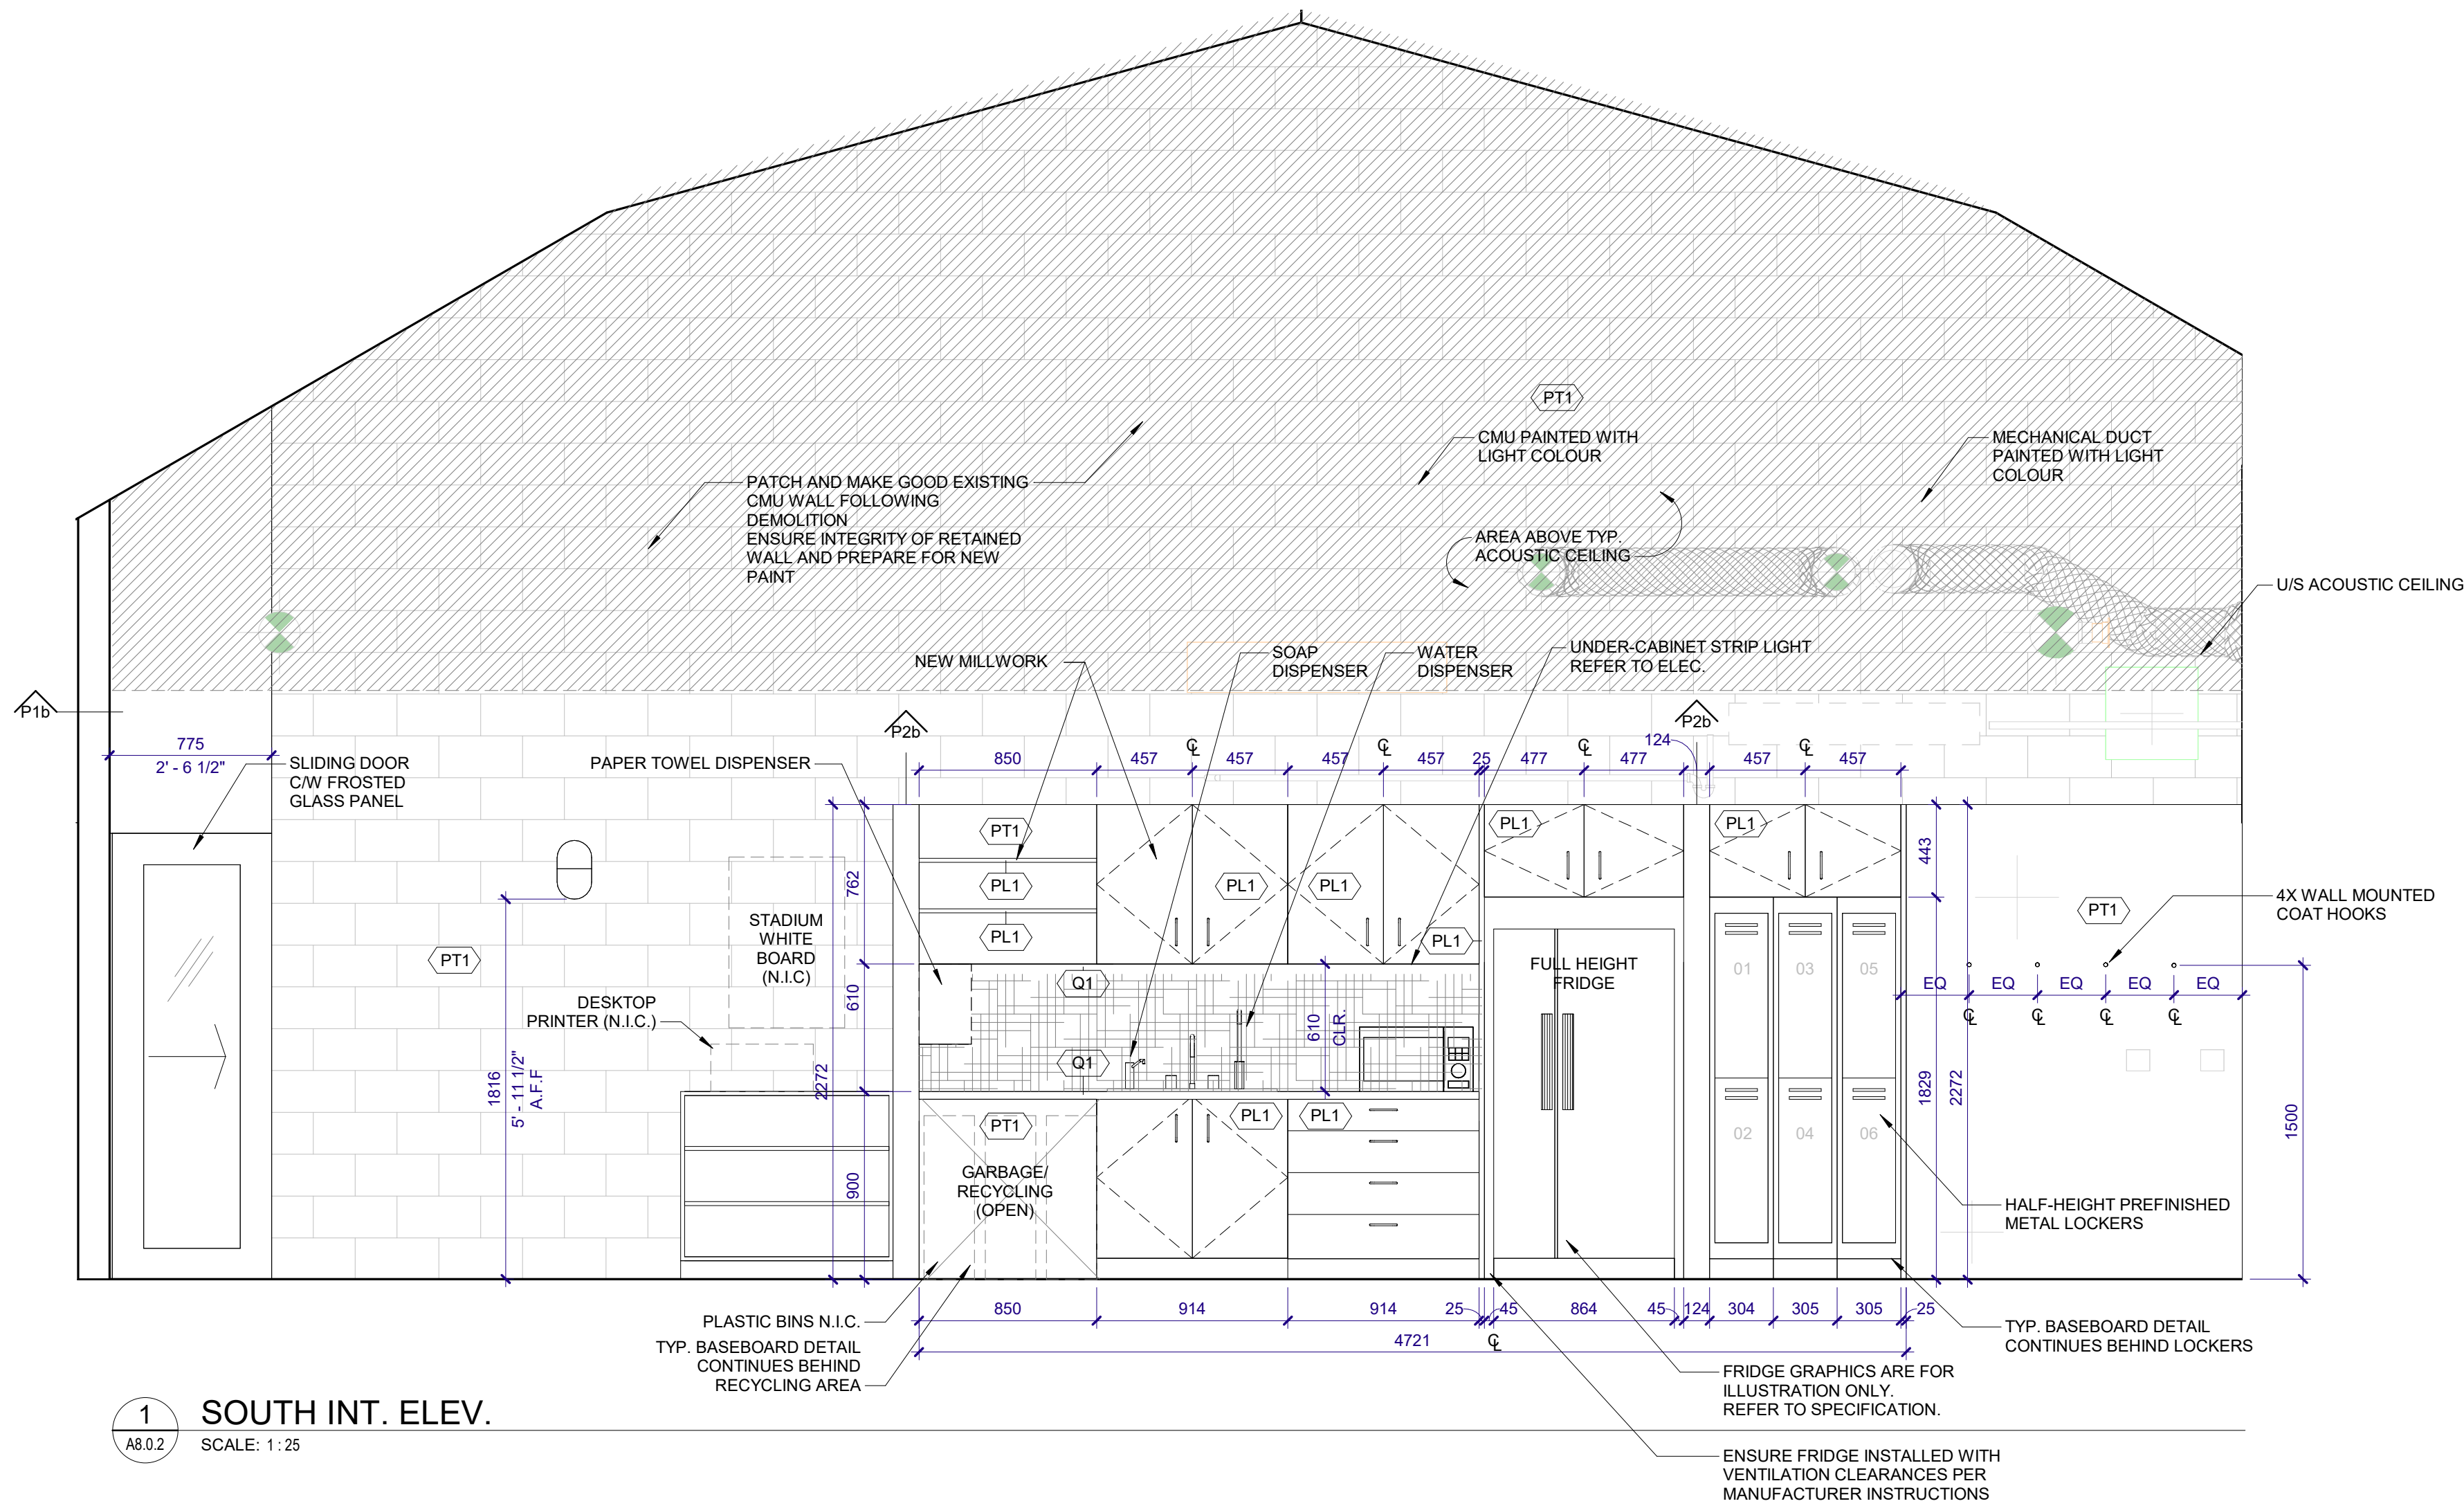 PT1
CMU PAINTED WITH
LIGHT COLOUR
MECHANICAL DUCT
PAINTED WITH LIGHT
COLOUR
PATCH AND MAKE GOOD EXISTING
CMU WALL FOLLOWING
DEMOLITION
ENSURE INTEGRITY OF RETAINED
WALL AND PREPARE FOR NEW
PAINT
AREA ABOVE TYP.
ACOUSTIC CEILING
U/S ACOUSTIC CEILING
NEW MILLWORK
SOAP
DISPENSER
WATER
DISPENSER
UNDER-CABINET STRIP LIGHT
REFER TO ELEC.
P1b
P2b
P2b
775
2' - 6 1/2"
SLIDING DOOR
C/W FROSTED
GLASS PANEL
PAPER TOWEL DISPENSER
850
457
℄
457
457
℄
457
25
477
℄
477
124
457
℄
457
PT1
PL1
PL1
PL1
PL1
PL1
PL1
PL1
762
443
STADIUM
WHITE
BOARD
(N.I.C)
PT1
PT1
4X WALL MOUNTED
COAT HOOKS
FULL HEIGHT
FRIDGE
01
03
05
EQ
EQ
EQ
EQ
EQ
℄
℄
℄
℄
Q1
610
DESKTOP
PRINTER (N.I.C.)
610
CLR.
Q1
1816
5' - 11 1/2"
A.F.F
2272
1829
2272
1500
PT1
PL1
PL1
02
04
06
900
GARBAGE/
RECYCLING
(OPEN)
HALF-HEIGHT PREFINISHED
METAL LOCKERS
850
914
914
25
45
864
45
124
304
305
305
25
4721
℄
PLASTIC BINS N.I.C.
TYP. BASEBOARD DETAIL
CONTINUES BEHIND
RECYCLING AREA
TYP. BASEBOARD DETAIL
CONTINUES BEHIND LOCKERS
FRIDGE GRAPHICS ARE FOR
ILLUSTRATION ONLY.
REFER TO SPECIFICATION.
ENSURE FRIDGE INSTALLED WITH
VENTILATION CLEARANCES PER
MANUFACTURER INSTRUCTIONS
1
A8.0.2
SOUTH INT. ELEV.
SCALE: 1 : 25